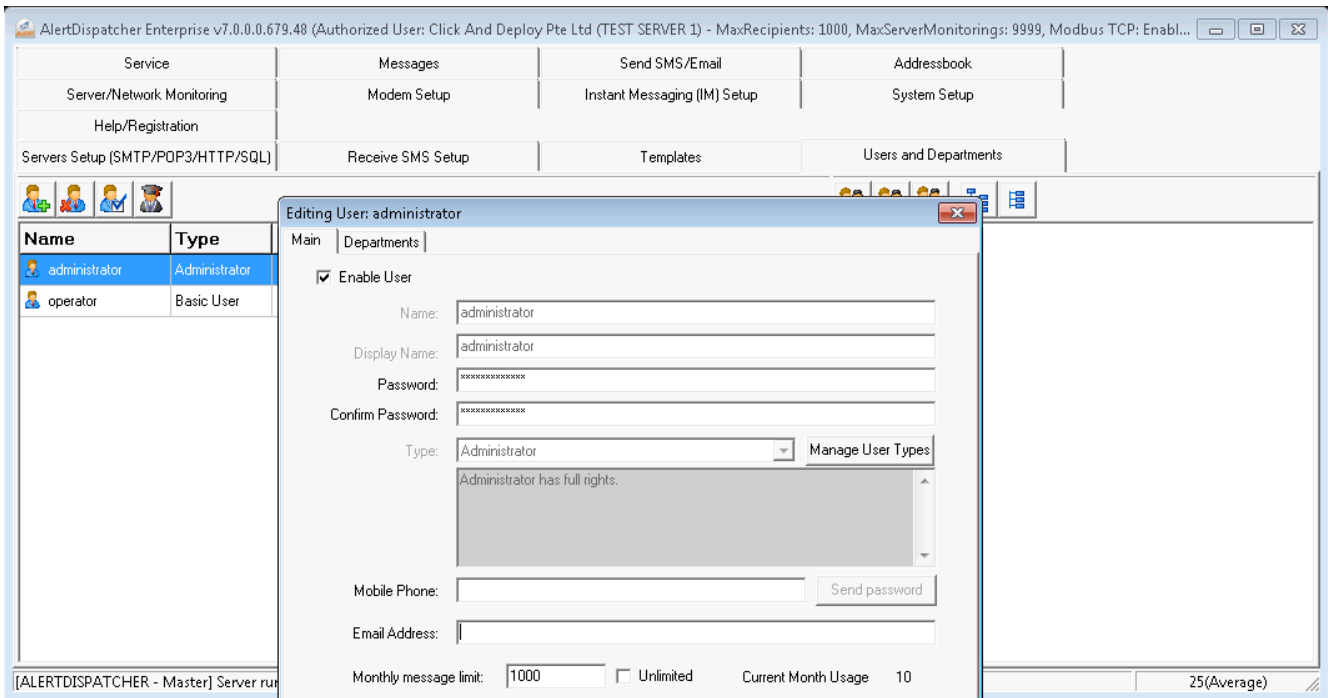 AlertDispatcher Enterprise v7.0.0.0.679.48 (Authorized User: Click And Deploy Pte Ltd (TEST SERVER 1) - MaxRecipients: 1000, MaxServerMonitorings: 9999, Modbus TCP: Enabl...
Service Messages Send SMS/Email Addressbook
Server/Network Monitoring Modem Setup Instant Messaging (IM) Setup System Setup
Help/Registration
Servers Setup (SMTP/POP3/HTTP/SQL) Receive SMS Setup Templates Users and Departments
Editing User: administrator
Name Type
Main Departments
administrator Administrator
Enable User
operator Basic User
Name: administrator
Display Name: administrator
Password: *************
Confirm Password: *************
Type: Administrator Manage User Types
Administrator has full rights.
Mobile Phone: Send password
Email Address:
Monthly message limit: 1000 Unlimited Current Month Usage 10
[ALERTDISPATCHER - Master] Server 25(Average)